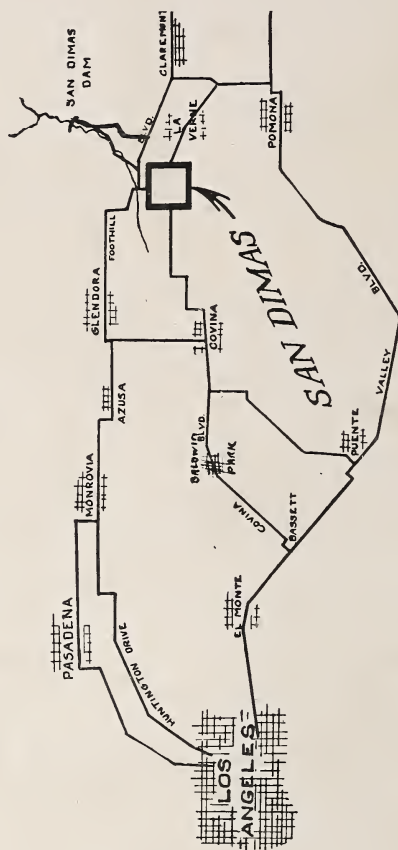 SAN DIMAS
DAM
CLAREMONT
BLVD.
LA
VERNE
POMONA
FOOTHILL
GLENDORA
SAN DIMAS
AZUSA
COVINA
BLVD.
VALLEY
MONROVIA
BALDWIN
PARK
BLVD.
COVINA
PUENTE
BASSETT
PASADENA
HUNTINGTON DRIVE
EL MONTE
LOS
ANGELES